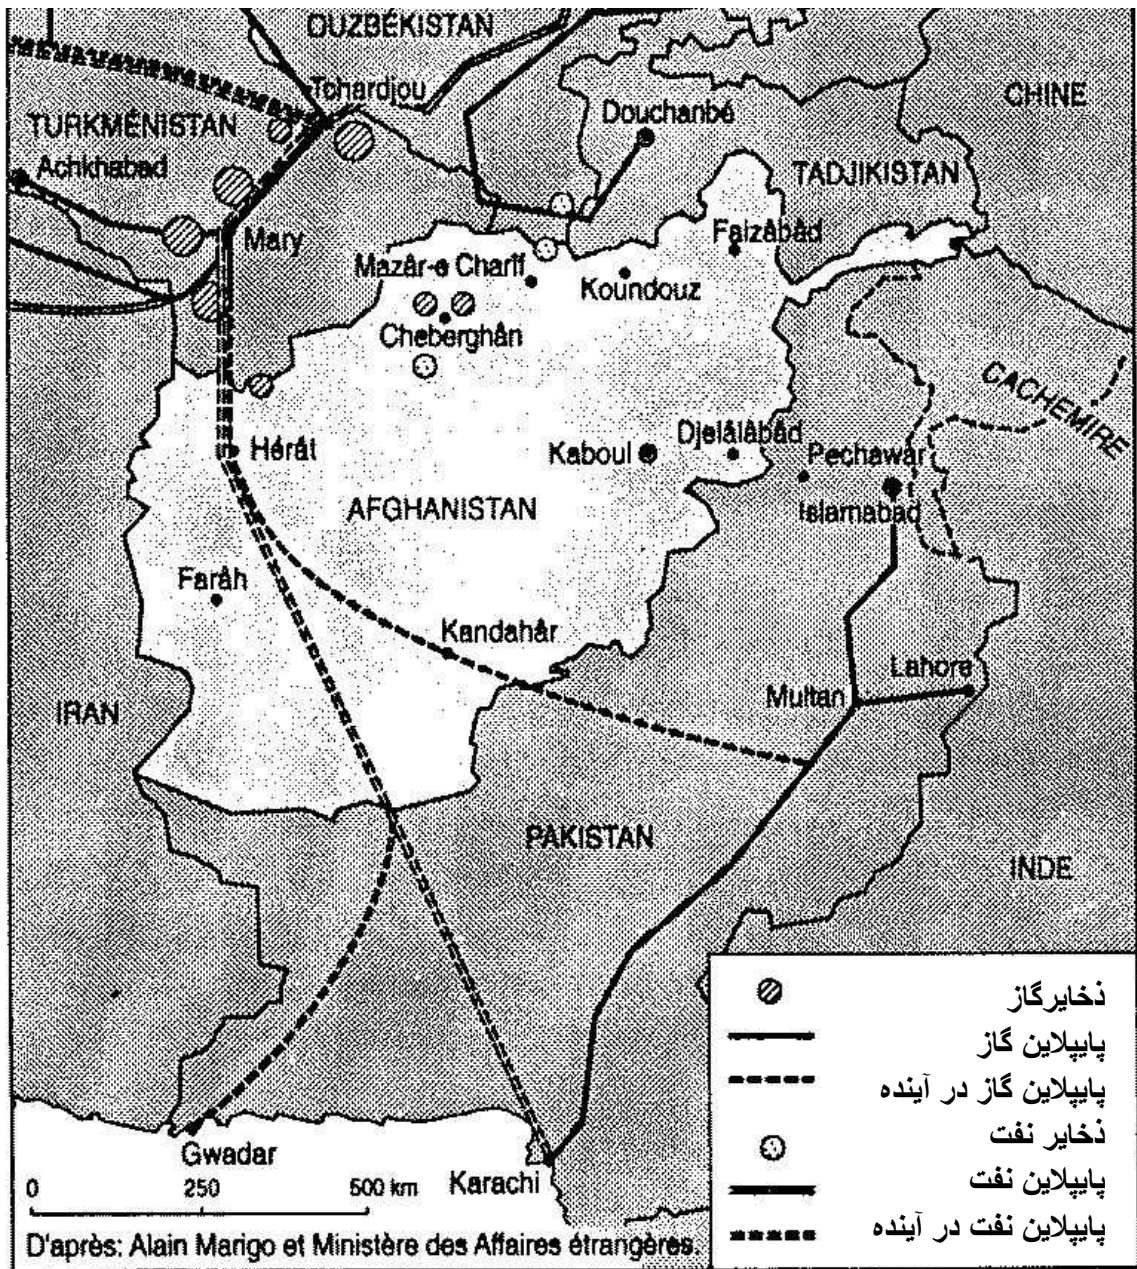 OUZBÉKISTAN
Tchardjou
CHINE
Douchanbé
TURKMÉNISTAN
Achkhabad
TADJIKISTAN
Mary
Faïzâbâd
Mazâr-e Charîf
Koundouz
Cheberghân
CACHEMIRE
Hérât
Kaboul
Djelâlâbâd
Pechawar
AFGHANISTAN
Islamabad
Farâh
Kandahâr
Lahore
Multan
IRAN
PAKISTAN
INDE
Gwadar
Karachi
0 250 500 km
D'après: Alain Marigo et Ministère des Affaires étrangères.
ذخایرگاز
پایپلاین گاز
پایپلاین گاز در آینده
ذخایر نفت
پایپلاین نفت
پایپلاین نفت در آینده